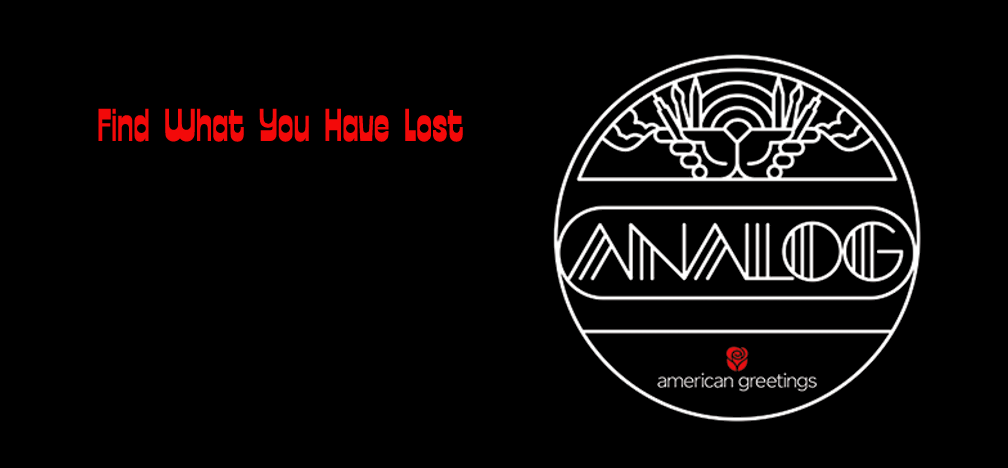 Find What You Have Lost
ANALOG
american greetings